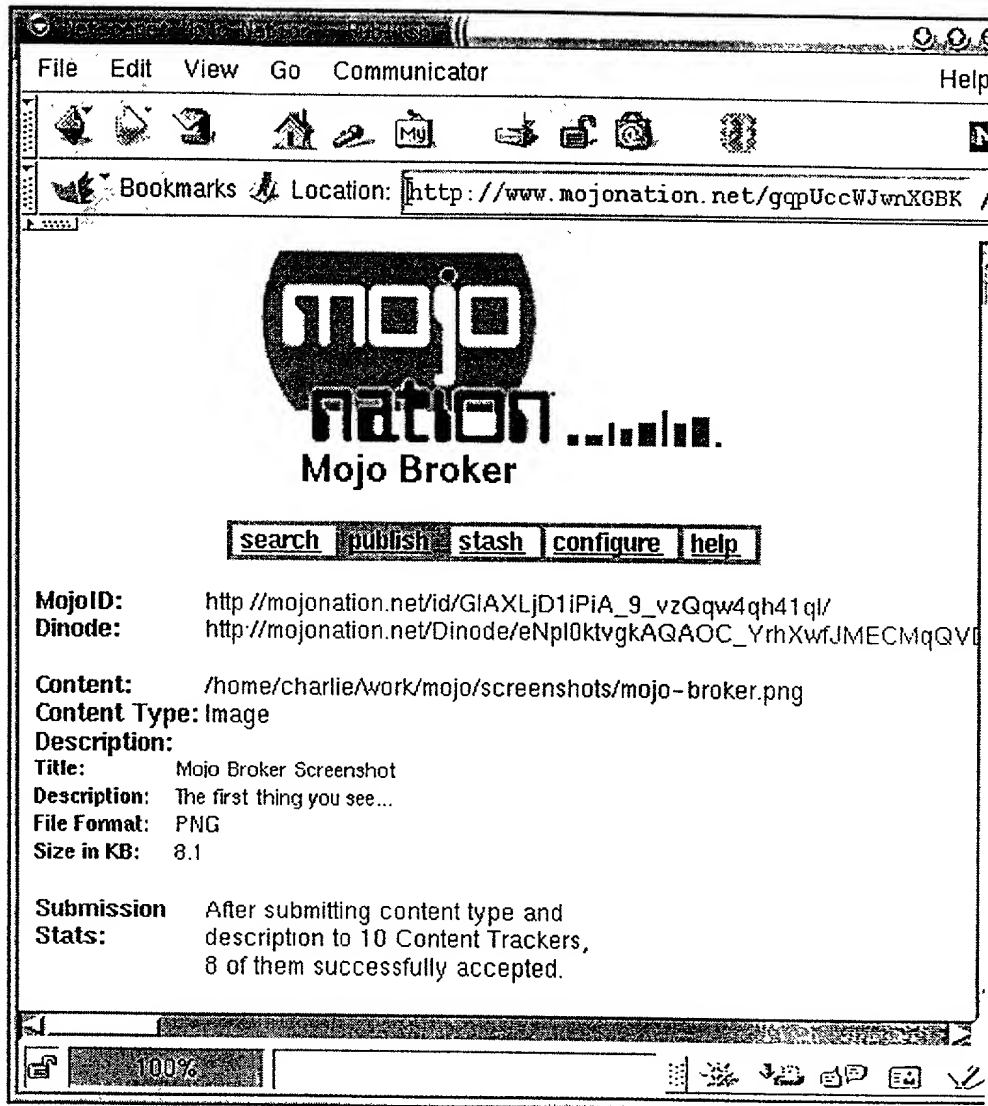 File Edit View Go Communicator Help
My
Bookmarks Location: http://www.mojonation.net/gqpUccWJwnXGBK
mojo
nation
Mojo Broker
search publish stash configure help
MojoID: http://mojonation.net/id/GlAXLjD1iPiA_9_vzQqw4qh41ql/
Dinode: http://mojonation.net/Dinode/eNpl0ktvgkAQAOC_YrhXwfJMECMqQVD
Content: /home/charlie/work/mojo/screenshots/mojo-broker.png
Content Type: Image
Description:
Title: Mojo Broker Screenshot
Description: The first thing you see...
File Format: PNG
Size in KB: 8.1
Submission After submitting content type and
Stats: description to 10 Content Trackers,
8 of them successfully accepted.
100%